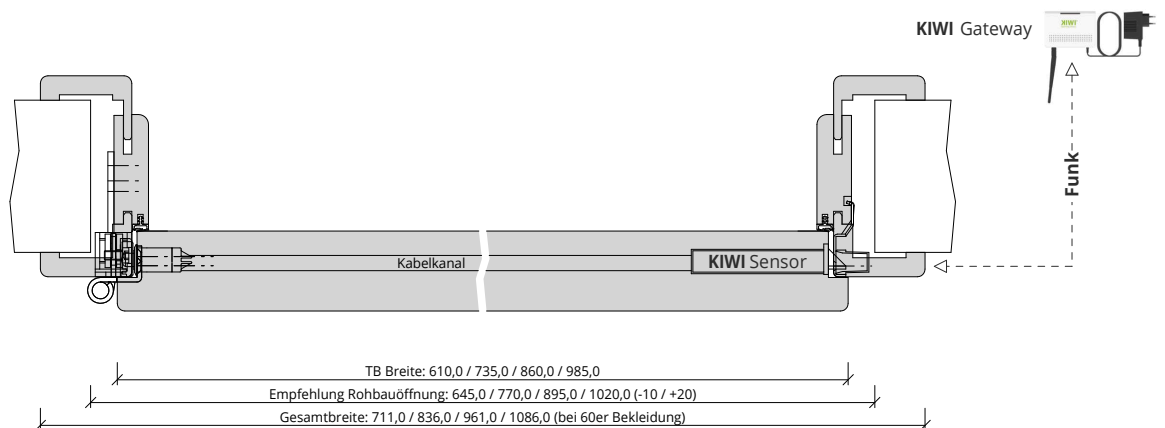 KIWI Gateway
KIWI
Funk
Kabelkanal
KIWI Sensor
TB Breite: 610,0 / 735,0 / 860,0 / 985,0
Empfehlung Rohbauöffnung: 645,0 / 770,0 / 895,0 / 1020,0 (-10 / +20)
Gesamtbreite: 711,0 / 836,0 / 961,0 / 1086,0 (bei 60er Bekleidung)